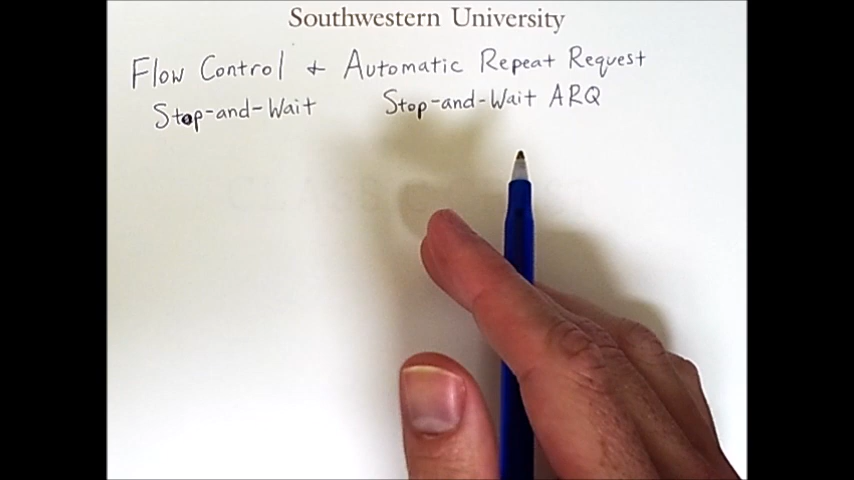 Southwestern University
Flow Control & Automatic Repeat Request
Stop-and-Wait
Stop-and-Wait ARQ